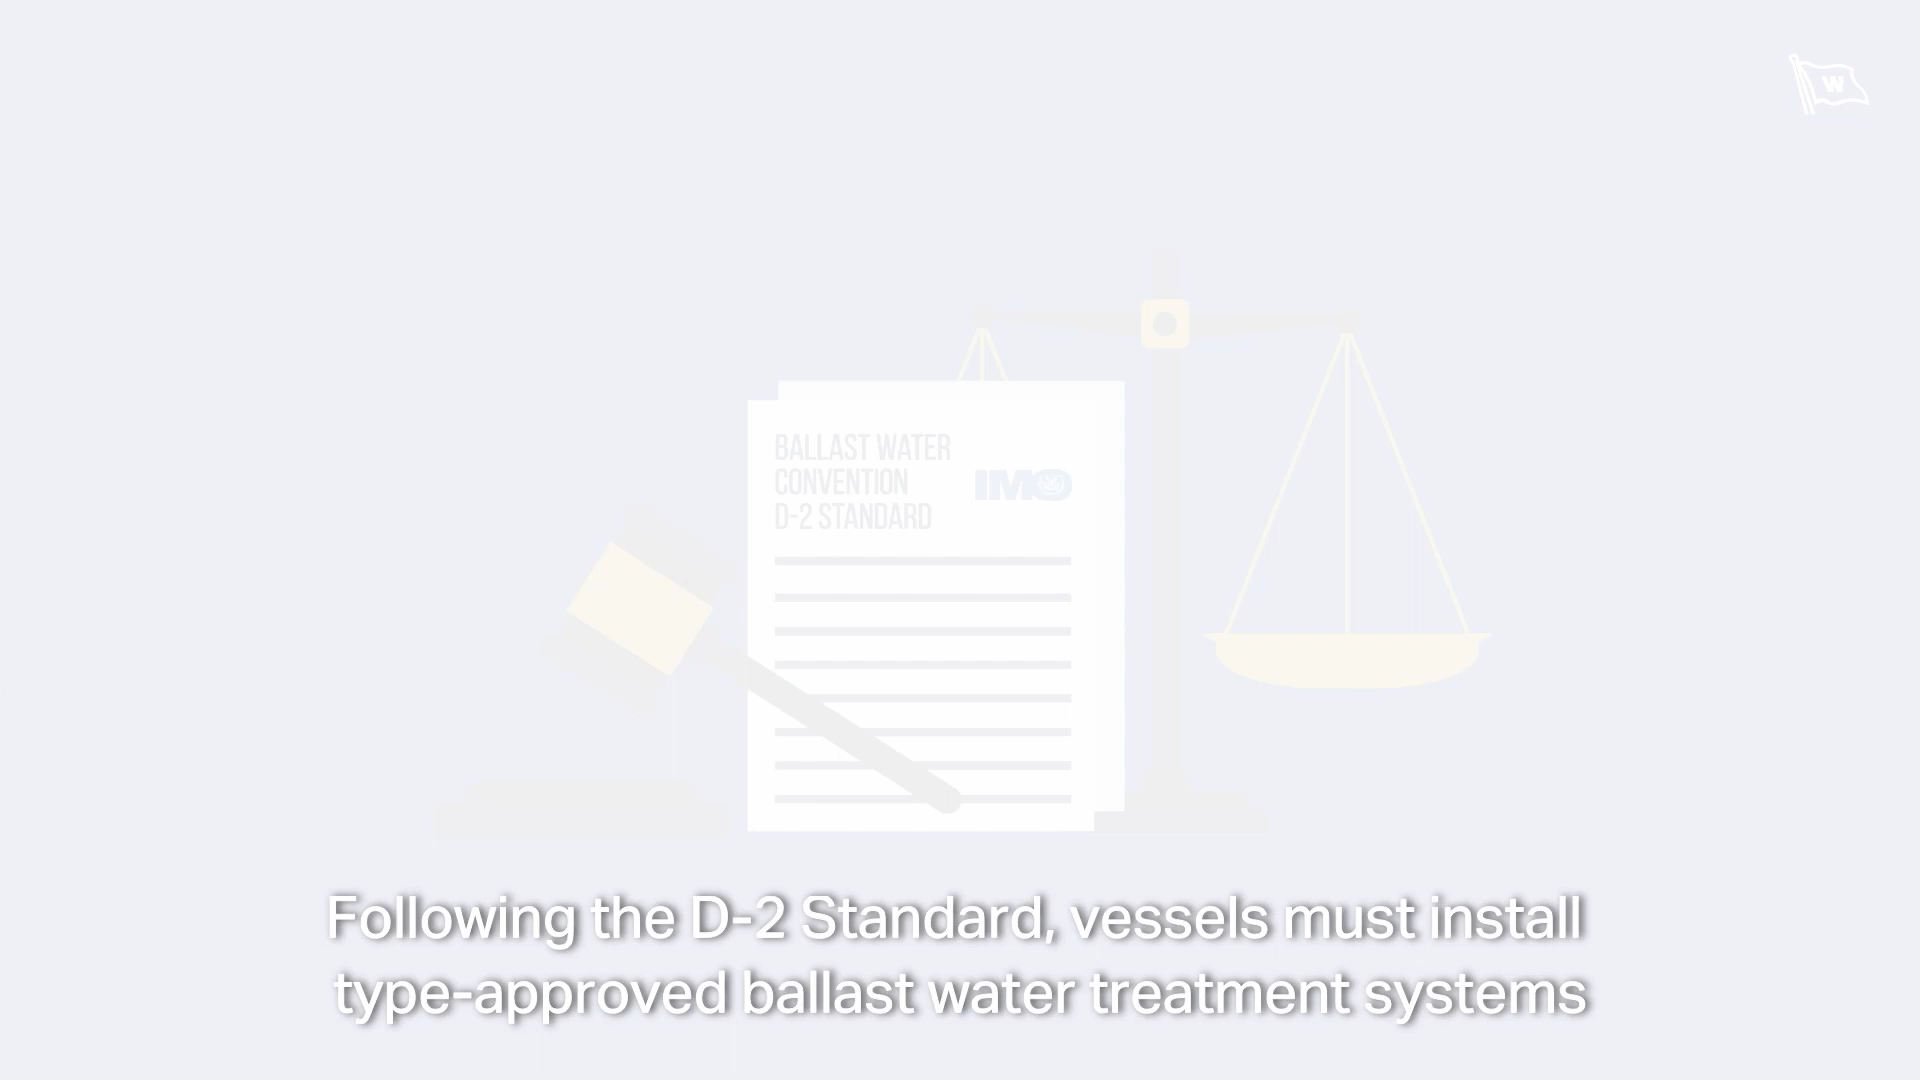 W
BALLAST WATER
CONVENTION
D-2 STANDARD
IMO
Following the D-2 Standard, vessels must install
type-approved ballast water treatment systems